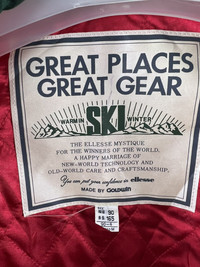 GREAT PLACES
GREAT GEAR
WARM IN SKI WINTER
THE ELLESSE MYSTIQUE
FOR THE WINNERS OF THE WORLD.
A HAPPY MARRIAGE OF
NEW-WORLD TECHNOLOGY AND
OLD-WORLD CARE AND CRAFTSMANSHIP.
You can put your confidence in ellesse
MADE BY GOLDWIN
90
165